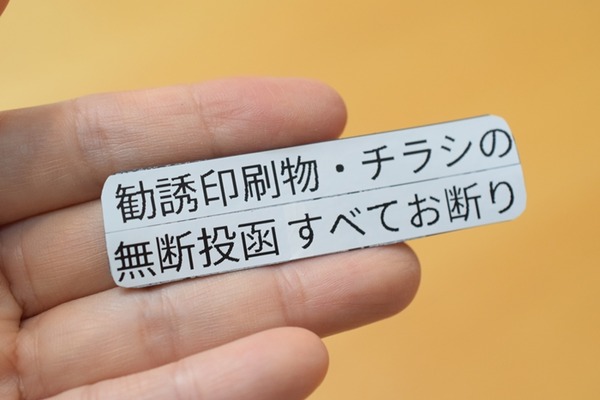 勧誘印刷物・チラシの
無断投函 すべてお断り